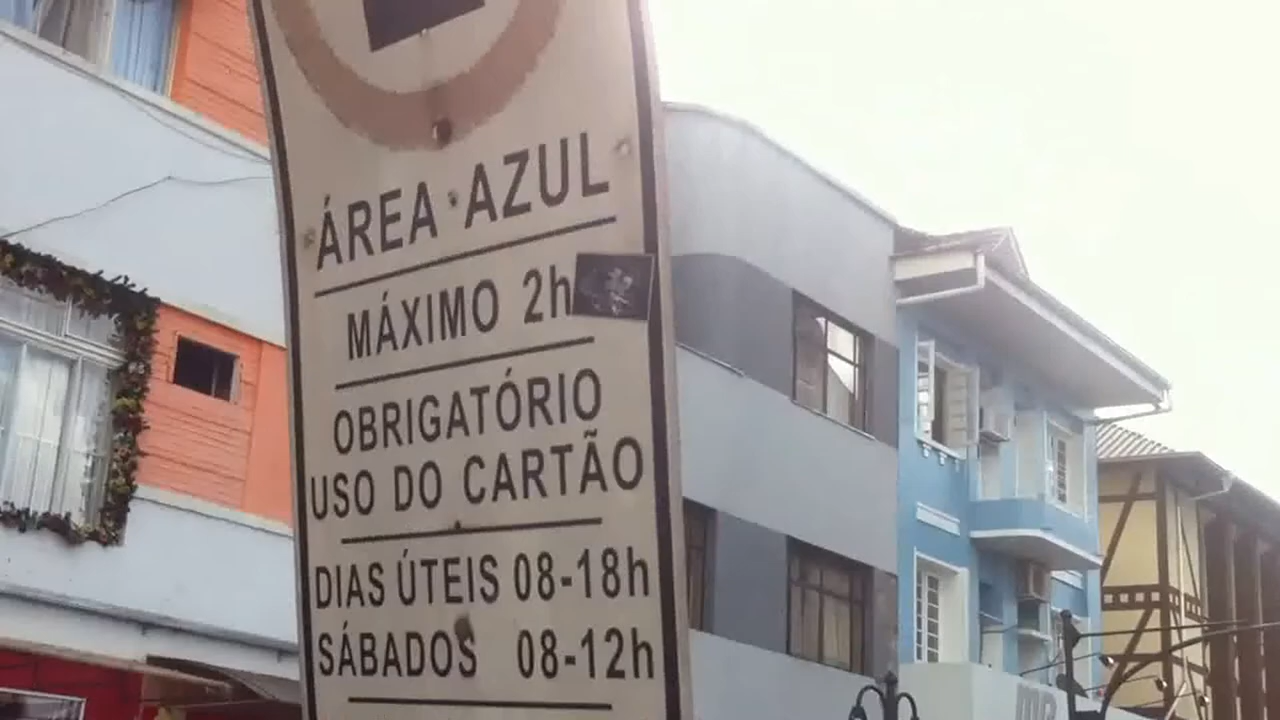 ÁREA AZUL
MÁXIMO 2h
OBRIGATÓRIO
USO DO CARTÃO
DIAS ÚTEIS 08-18h
SÁBADOS 08-12h